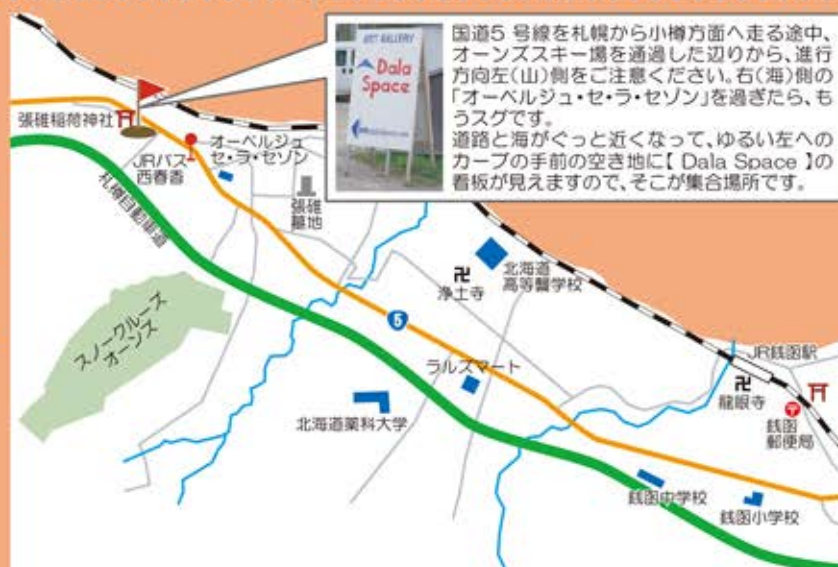 国道5 号線を札幌から小樽方面へ走る途中、
オーンズスキー場を通過した辺りから、進行
方向左(山)側をご注意ください。右(海)側の
「オーベルジュ・セ・ラ・セゾン」を過ぎたら、も
うスグです。
道路と海がぐっと近くなって、ゆるい左への
カーブの手前の空き地に【 Dala Space 】の
看板が見えますので、そこが集合場所です。
ART GALLERY
Dala
Space
張碓稲荷神社
オーベルジュ
セ・ラ・セゾン
JRバス
西春香
札樽自動車道
張碓
墓地
スノークルーズ
オーンズ
浄土寺
北海道
高等聾学校
5
ラルズマート
北海道薬科大学
JR銭函駅
龍眼寺
銭函
郵便局
銭函中学校
銭函小学校